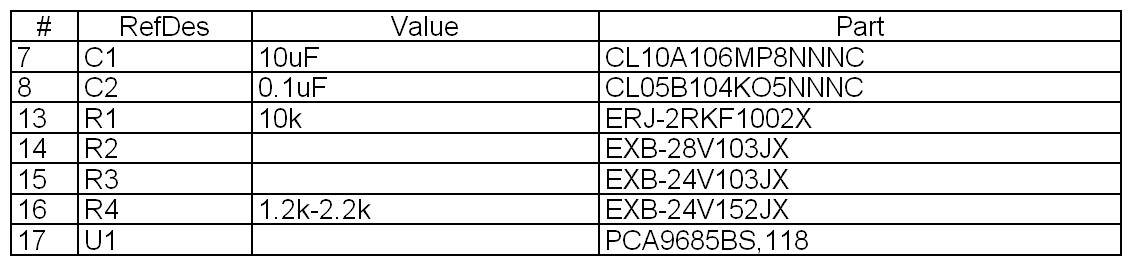 # RefDes Value Part
7 C1 10uF CL10A106MP8NNNC
8 C2 0.1uF CL05B104KO5NNNC
13 R1 10k ERJ-2RKF1002X
14 R2 EXB-28V103JX
15 R3 EXB-24V103JX
16 R4 1.2k-2.2k EXB-24V152JX
17 U1 PCA9685BS,118